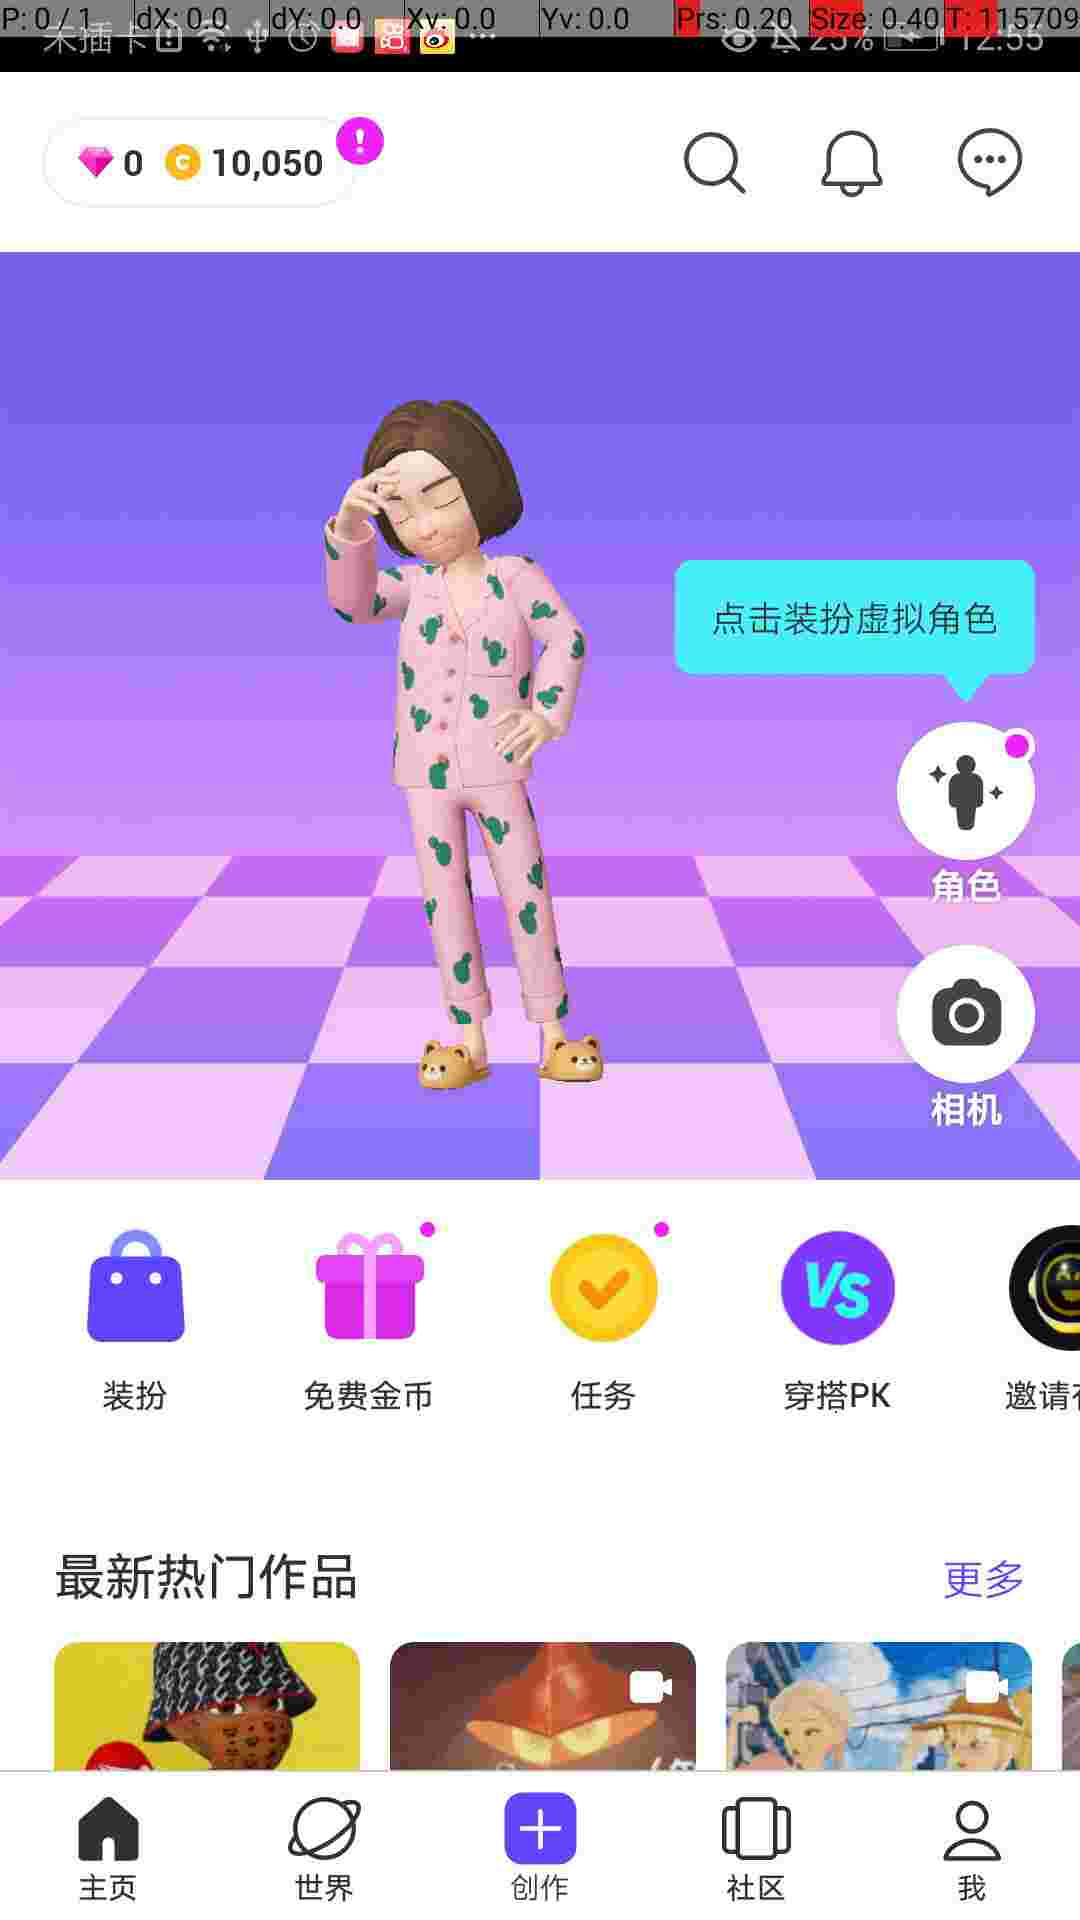 P: 0 / 1 dX: 0.0 dY: 0.0 Xv: 0.0 Yv: 0.0 Prs: 0.20 Size: 0.40 T: 115709
未插卡 25% 12:55
0 C 10,050 !
点击装扮虚拟角色
角色
相机
VS
装扮 免费金币 任务 穿搭PK 邀请
最新热门作品 更多
主页 世界 创作 社区 我